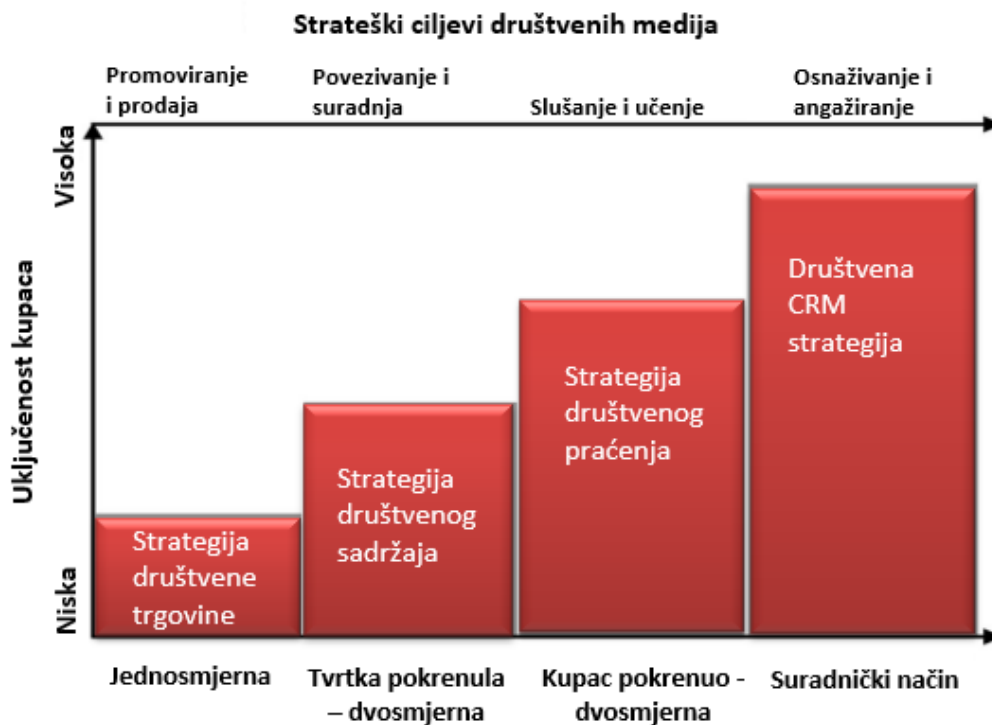 Strateški ciljevi društvenih medija
Promoviranje
i prodaja
Povezivanje i
suradnja
Slušanje i učenje
Osnaživanje i
angažiranje
Visoka
Uključenost kupaca
Niska
Strategija
društvene
trgovine
Strategija
društvenog
sadržaja
Strategija
društvenog
praćenja
Društvena
CRM
strategija
Jednosmjerna
Tvrtka pokrenula
– dvosmjerna
Kupac pokrenuo -
dvosmjerna
Suradnički način